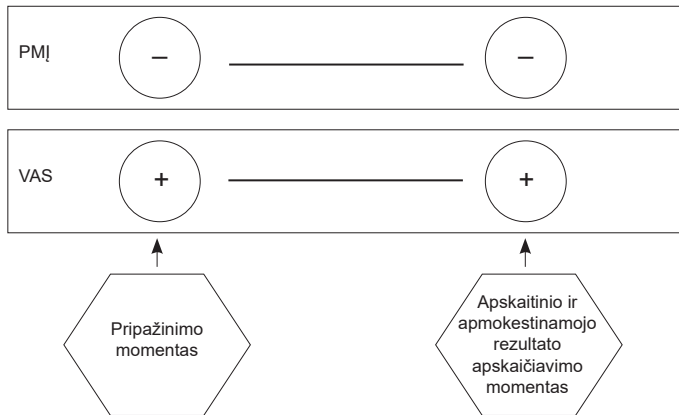 PMĮ
– –
VAS
+ +
Pripažinimo
momentas
Apskaitinio ir
apmokestinamojo
rezultato
apskaičiavimo
momentas